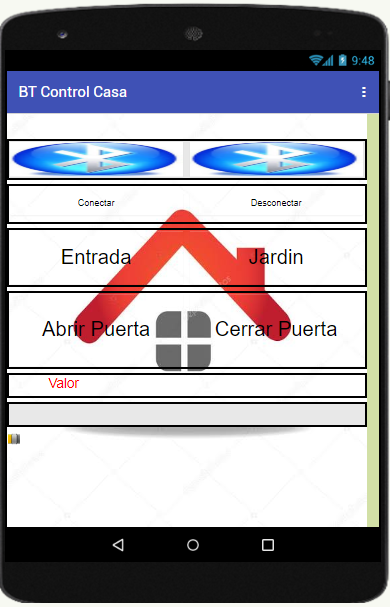 9:48
BT Control Casa
Conectar Desconectar
Entrada Jardin
Abrir Puerta Cerrar Puerta
Valor